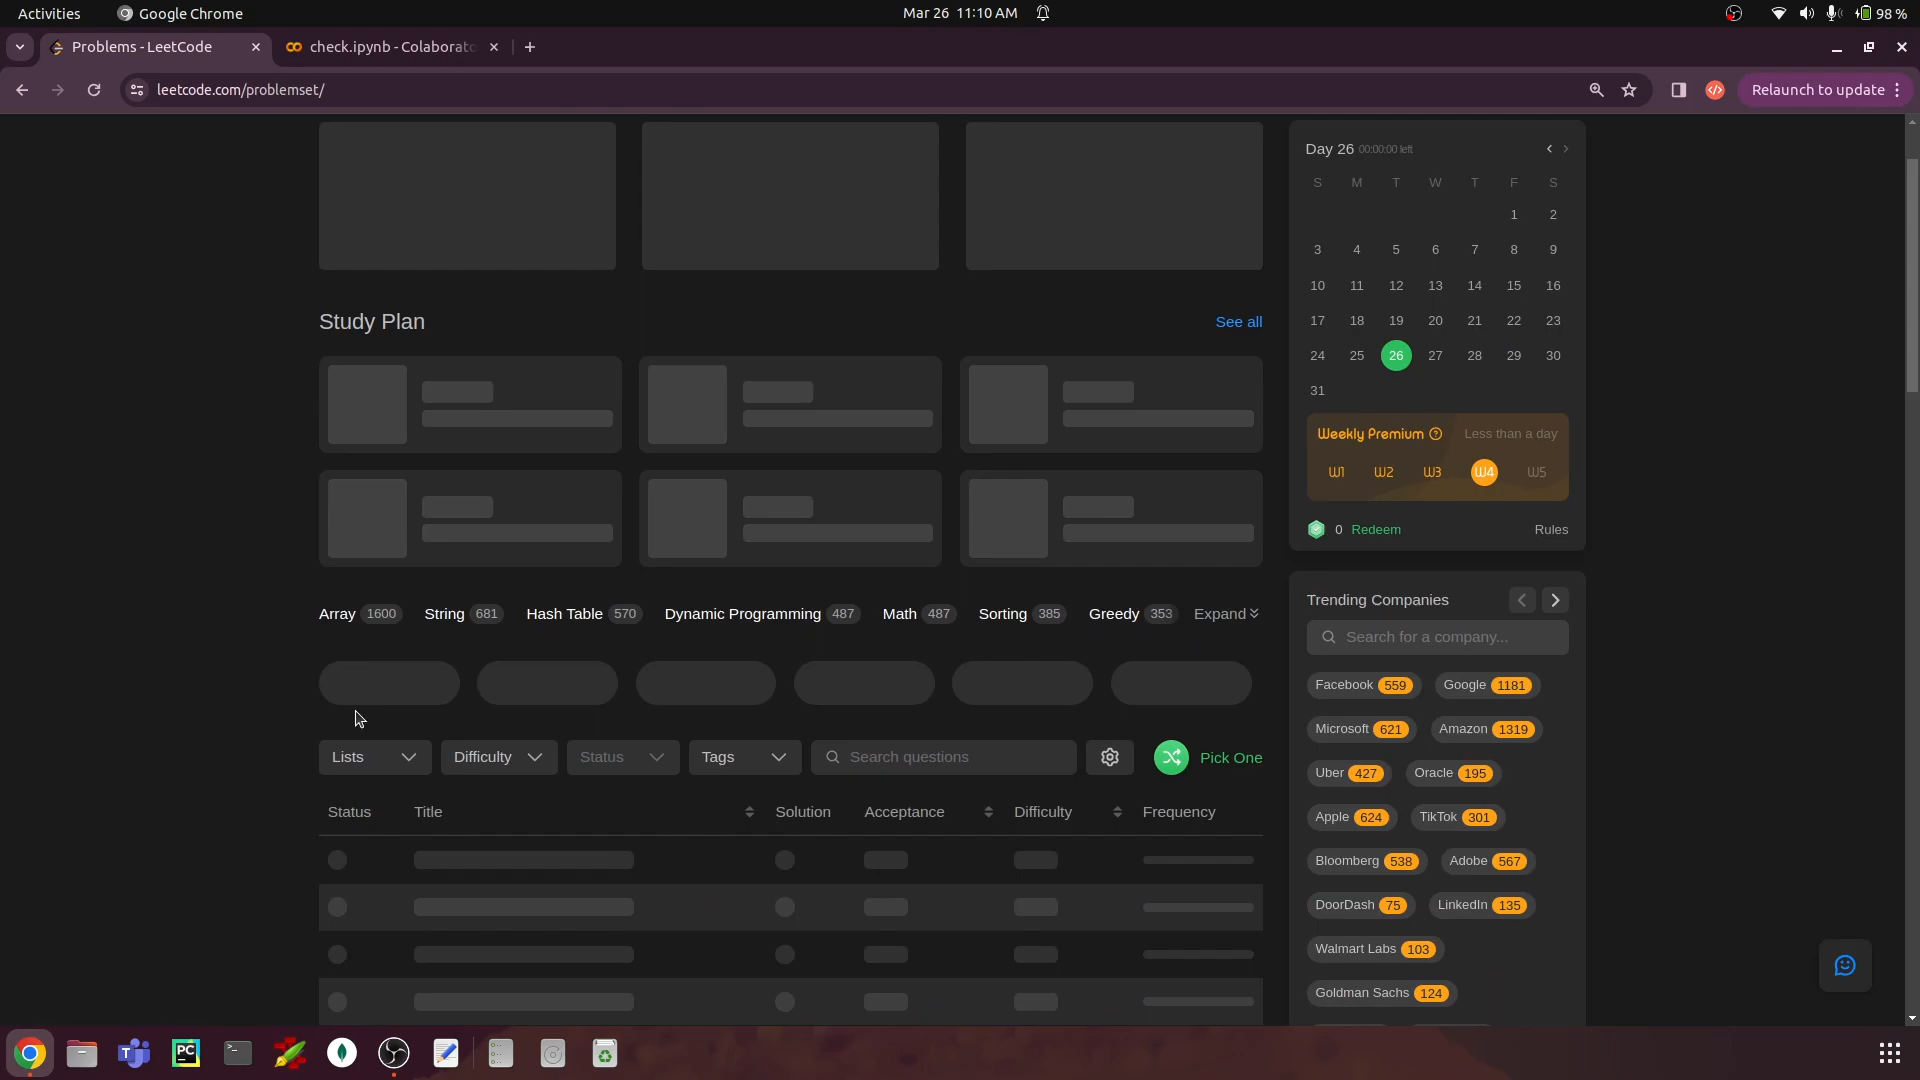 Activities Google Chrome Mar 26 11:10 AM 98 %
Problems - LeetCode check.ipynb - Colaborato
leetcode.com/problemset/ Relaunch to update
Day 26 00:00:00 left
S M T W T F S
1 2
3 4 5 6 7 8 9
10 11 12 13 14 15 16
17 18 19 20 21 22 23
24 25 26 27 28 29 30
31
Weekly Premium Less than a day
W1 W2 W3 W4 W5
0 Redeem Rules
Study Plan See all
Array 1600 String 681 Hash Table 570 Dynamic Programming 487 Math 487 Sorting 385 Greedy 353 Expand
Lists Difficulty Status Tags Search questions Pick One
Status Title Solution Acceptance Difficulty Frequency
Trending Companies
Search for a company...
Facebook 559 Google 1181
Microsoft 621 Amazon 1319
Uber 427 Oracle 195
Apple 624 TikTok 301
Bloomberg 538 Adobe 567
DoorDash 75 LinkedIn 135
Walmart Labs 103
Goldman Sachs 124